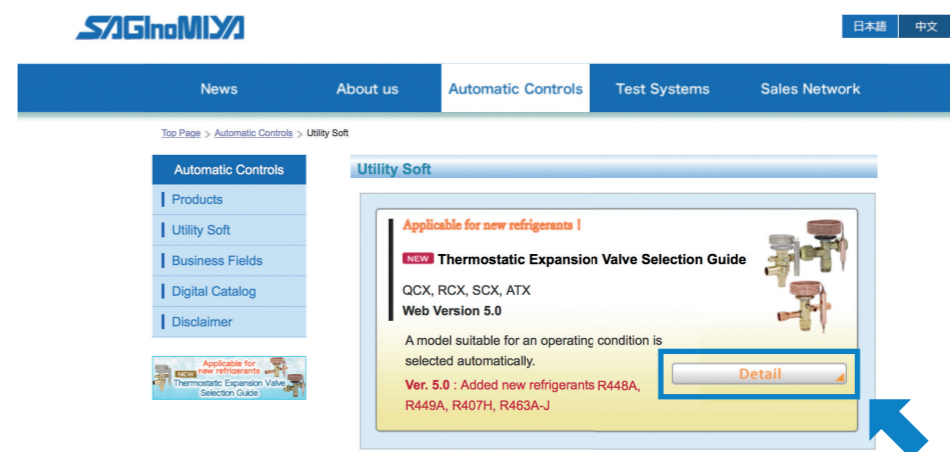 SAGInoMIYA
日本語 中文
News About us Automatic Controls Test Systems Sales Network
Top Page > Automatic Controls > Utility Soft
Automatic Controls
Products
Utility Soft
Business Fields
Digital Catalog
Disclaimer
Applicable for
NEW new refrigerants
Thermostatic Expansion Valve
Selection Guide
Utility Soft
Applicable for new refrigerants !
NEW Thermostatic Expansion Valve Selection Guide
QCX, RCX, SCX, ATX
Web Version 5.0
A model suitable for an operating condition is
selected automatically.
Ver. 5.0 : Added new refrigerants R448A,
R449A, R407H, R463A-J
Detail